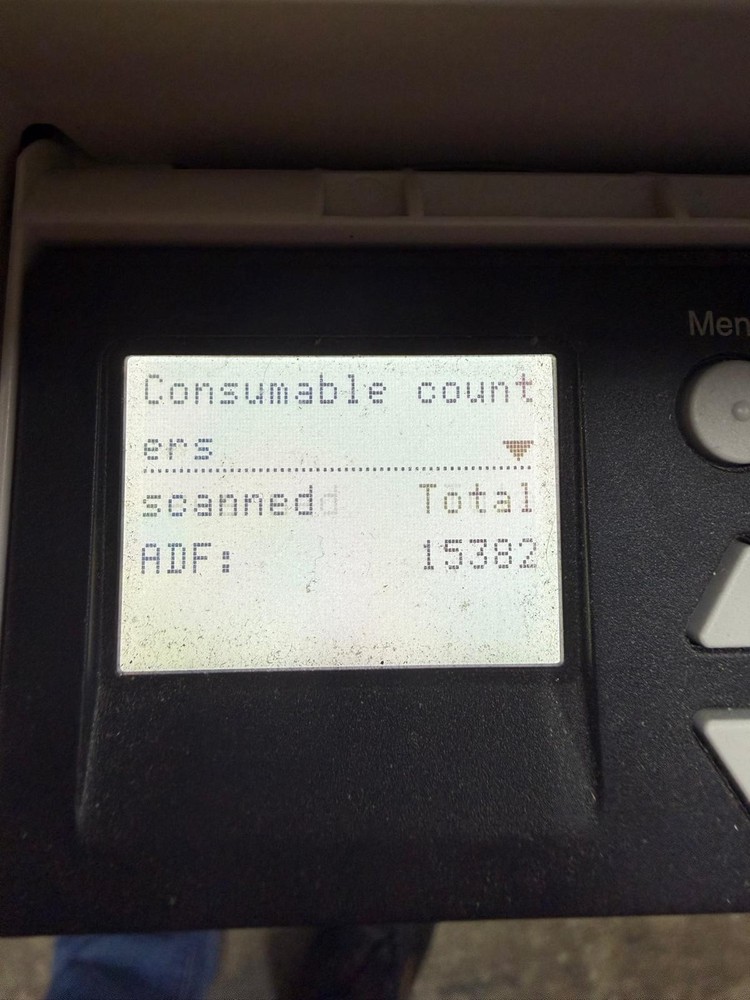 Men
Consumable count
ers
scanned Total
ADF: 15382